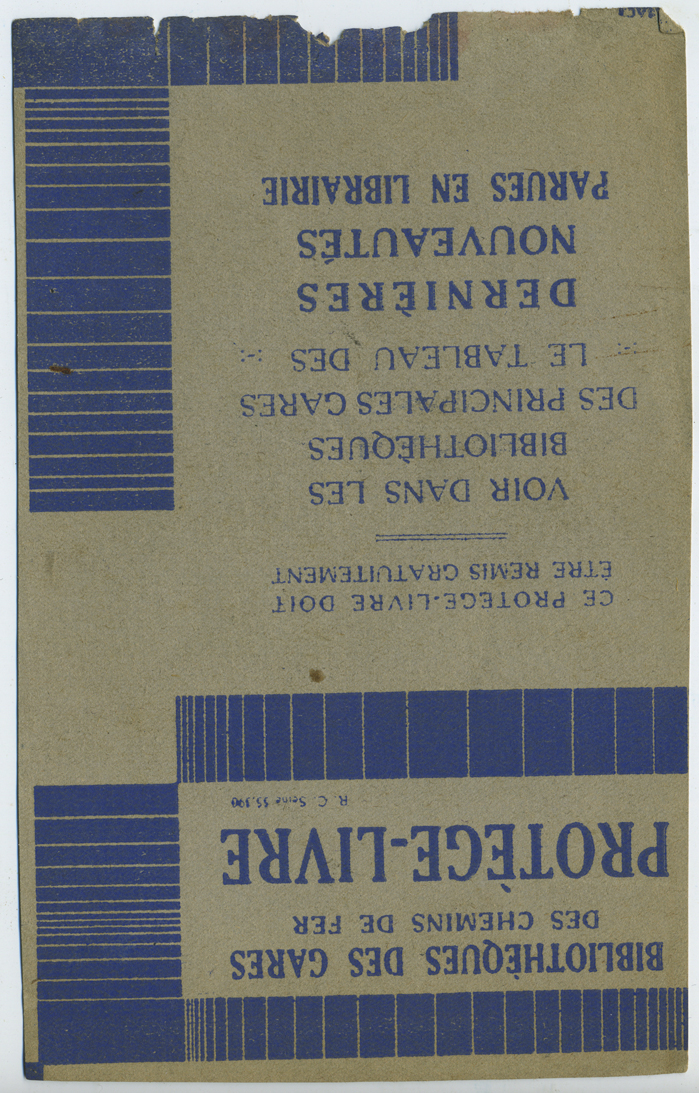 BIBLIOTHÈQUES DES GARES
DES CHEMINS DE FER
PROTÈGE-LIVRE
R. C. Seine 55.390
CE PROTÈGE-LIVRE DOIT
ÊTRE REMIS GRATUITEMENT
VOIR DANS LES
BIBLIOTHÈQUES
DES PRINCIPALES GARES
-:- LE TABLEAU DES -:-
DERNIÈRES
NOUVEAUTÉS
PARUES EN LIBRAIRIE